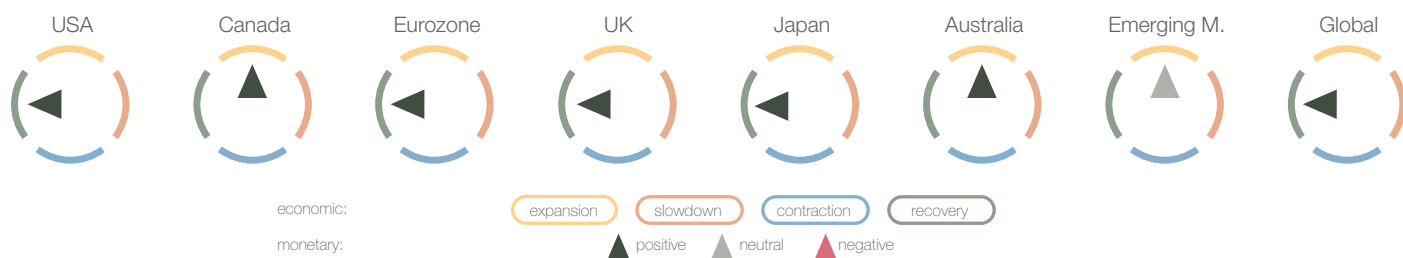 USA Canada Eurozone UK Japan Australia Emerging M. Global
economic: expansion slowdown contraction recovery
monetary: positive neutral negative